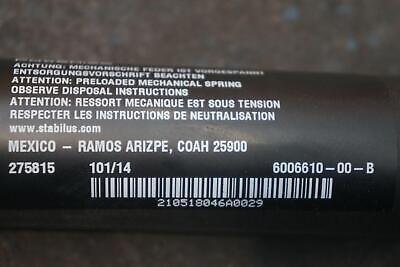 ACHTUNG: MECHANISCHE FEDER IST VORGESPANNT
ENTSORGUNGSVORSCHRIFT BEACHTEN
ATTENTION: PRELOADED MECHANICAL SPRING
OBSERVE DISPOSAL INSTRUCTIONS
ATTENTION: RESSORT MECANIQUE EST SOUS TENSION
RESPECTER LES INSTRUCTIONS DE NEUTRALISATION
www.stabilus.com
MEXICO - RAMOS ARIZPE, COAH 25900
275815 101/14 6006610-00-B
210518046A0029